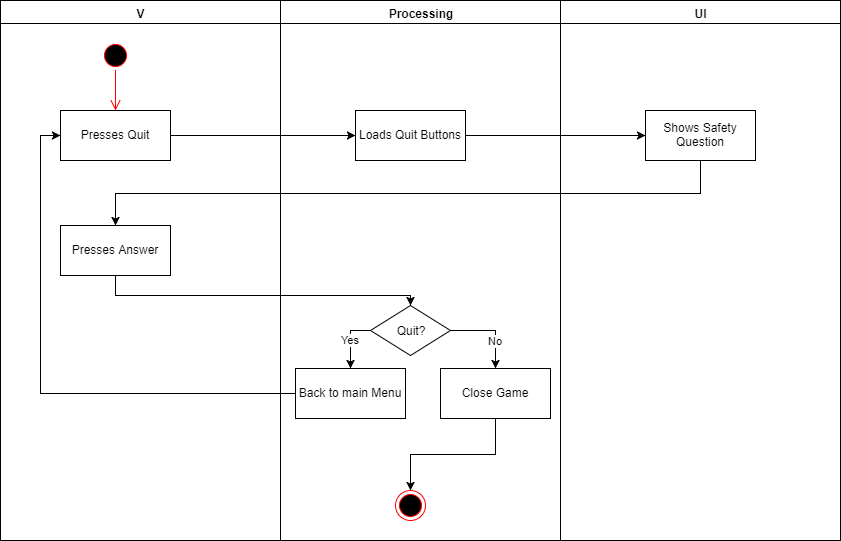 V
Processing
UI
Presses Quit
Loads Quit Buttons
Shows Safety
Question
Presses Answer
Quit?
Yes
No
Back to main Menu
Close Game